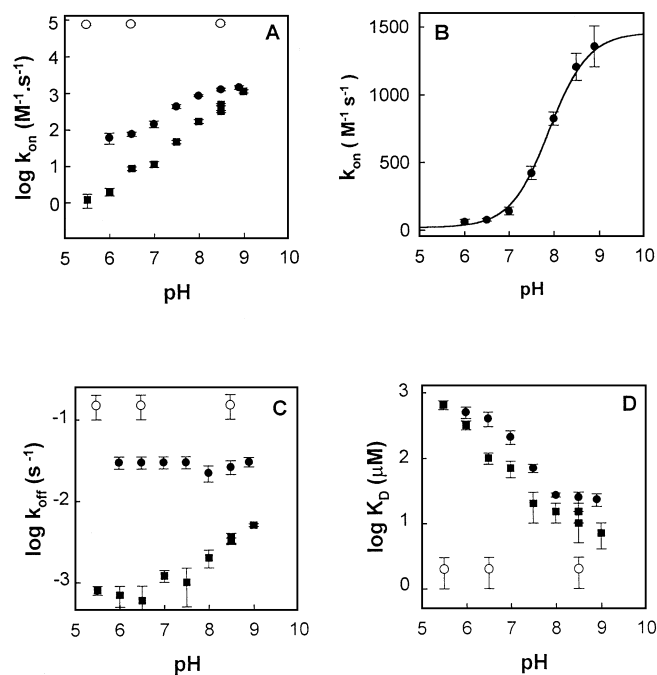 A
log k_on (M⁻¹.s⁻¹)
5
4
3
2
1
0
5 6 7 8 9 10
pH
B
k_on ( M⁻¹ s⁻¹)
1500
1000
500
0
5 6 7 8 9 10
pH
C
log k_off (s⁻¹)
-1
-2
-3
5 6 7 8 9 10
pH
D
log K_D (μM)
3
2
1
0
4 5 6 7 8 9 10
pH